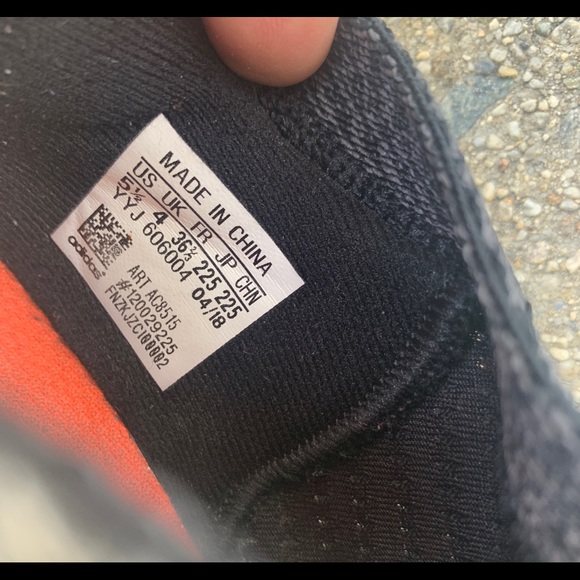 MADE IN CHINA
US UK FR JP CHN
5½ 4 36⅔ 225 225
YYJ 606004 04/18
adidas
ART AC8515
#120029225
FNZKJZC100002